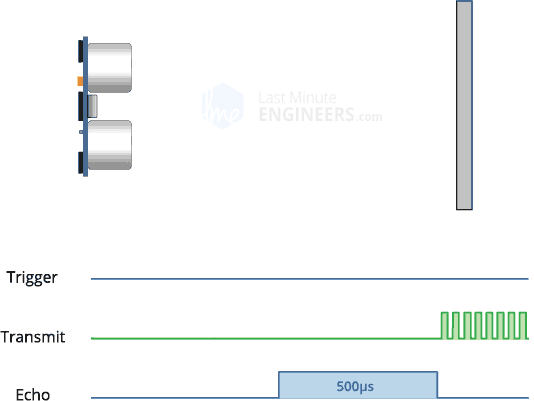 Last Minute
ENGINEERS.com
Trigger
Transmit
Echo
500µs